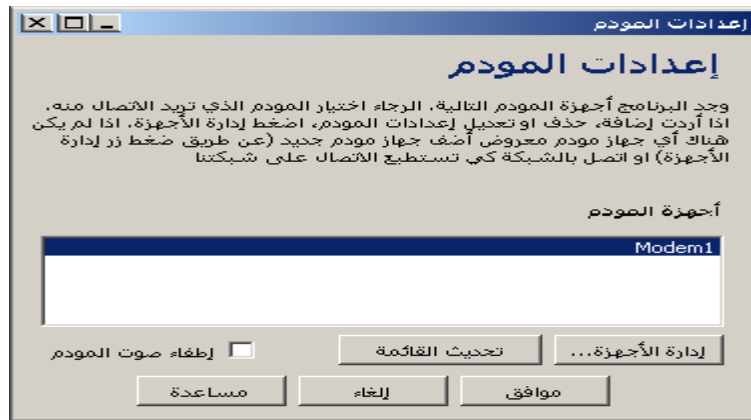 إعدادات المودم
إعدادات المودم
وجد البرنامج أجهزة المودم التالية، الرجاء اختيار المودم الذي تريد الاتصال منه.
اذا أردت إضافة، حذف او تعديل إعدادات المودم، اضغط إدارة الأجهزة، اذا لم يكن
هناك أي جهاز مودم معروض أضف جهاز مودم جديد (عن طريق ضغط زر إدارة
الأجهزة) او اتصل بالشبكة كي تستطيع الاتصال على شبكتنا
أجهزة المودم
Modem1
إدارة الأجهزة... تحديث القائمة إطفاء صوت المودم
موافق إلغاء مساعدة